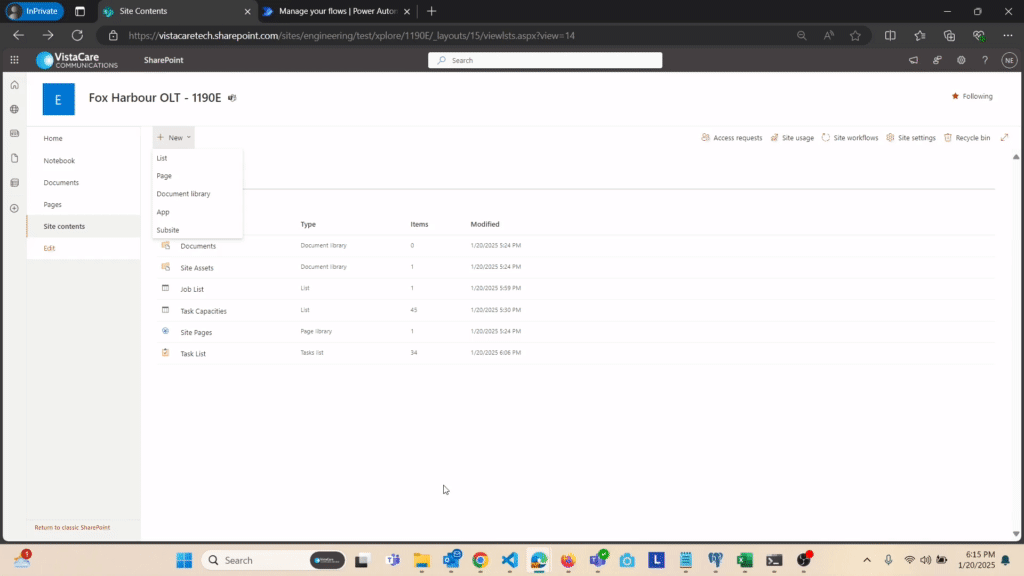 InPrivate
Site Contents
Manage your flows | Power Autom
https://vistacaretech.sharepoint.com/sites/engineering/test/xplore/1190E/_layouts/15/viewlsts.aspx?view=14
VistaCare
COMMUNICATIONS
SharePoint
Search
NE
E
Fox Harbour OLT - 1190E
Following
Home
Notebook
Documents
Pages
Site contents
Edit
New
List
Page
Document library
App
Subsite
Access requests
Site usage
Site workflows
Site settings
Recycle bin
Type Items Modified
Documents Document library 0 1/20/2025 5:24 PM
Site Assets Document library 1 1/20/2025 5:24 PM
Job List List 1 1/20/2025 5:59 PM
Task Capacities List 45 1/20/2025 5:30 PM
Site Pages Page library 1 1/20/2025 5:24 PM
Task List Tasks list 34 1/20/2025 6:06 PM
Return to classic SharePoint
Search
6:15 PM
1/20/2025